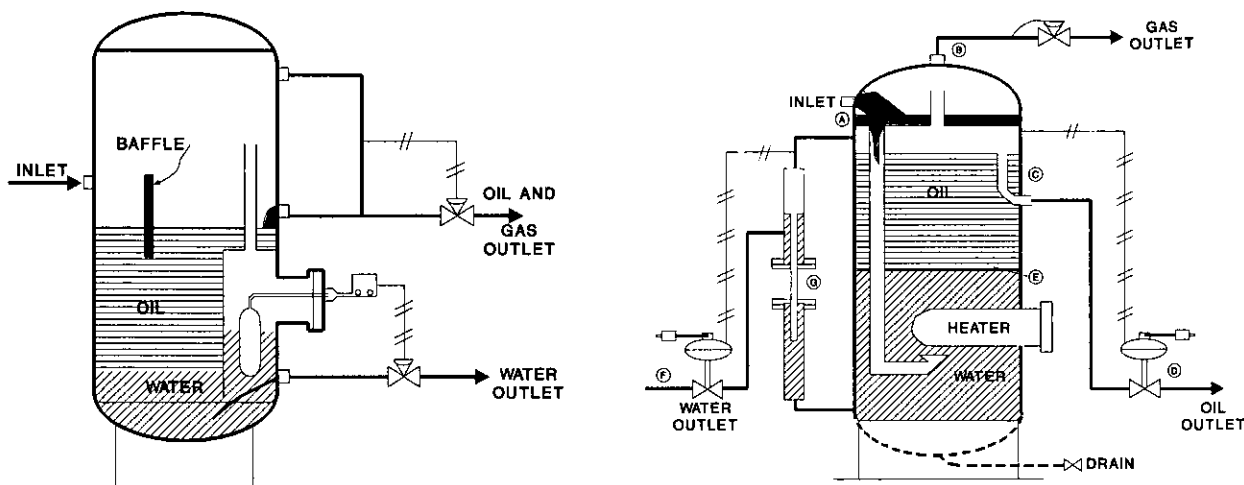 BAFFLE
INLET
OIL AND
GAS
OUTLET
OIL
WATER
WATER
OUTLET
GAS
OUTLET
B
INLET
A
C
OIL
E
G
HEATER
F
WATER
D
WATER
OUTLET
OIL
OUTLET
DRAIN